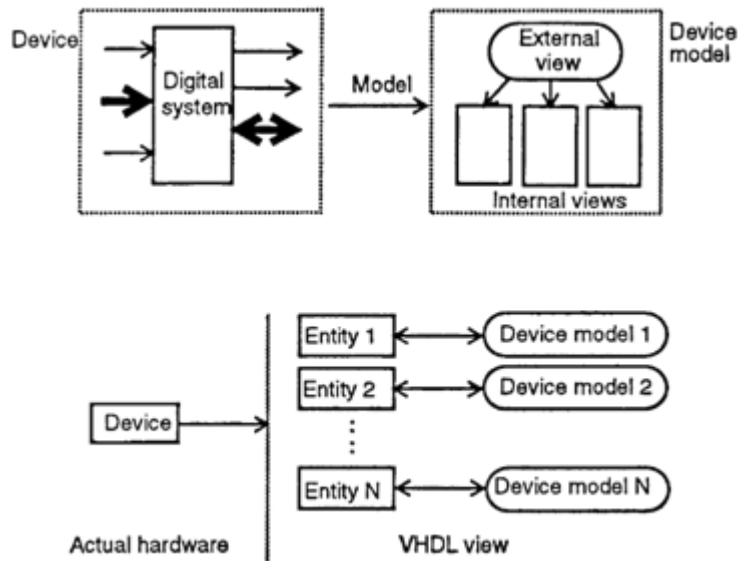 Device
Digital
system
Model
External
view
Internal views
Device
model
Entity 1
Device model 1
Entity 2
Device model 2
Device
Entity N
Device model N
Actual hardware
VHDL view